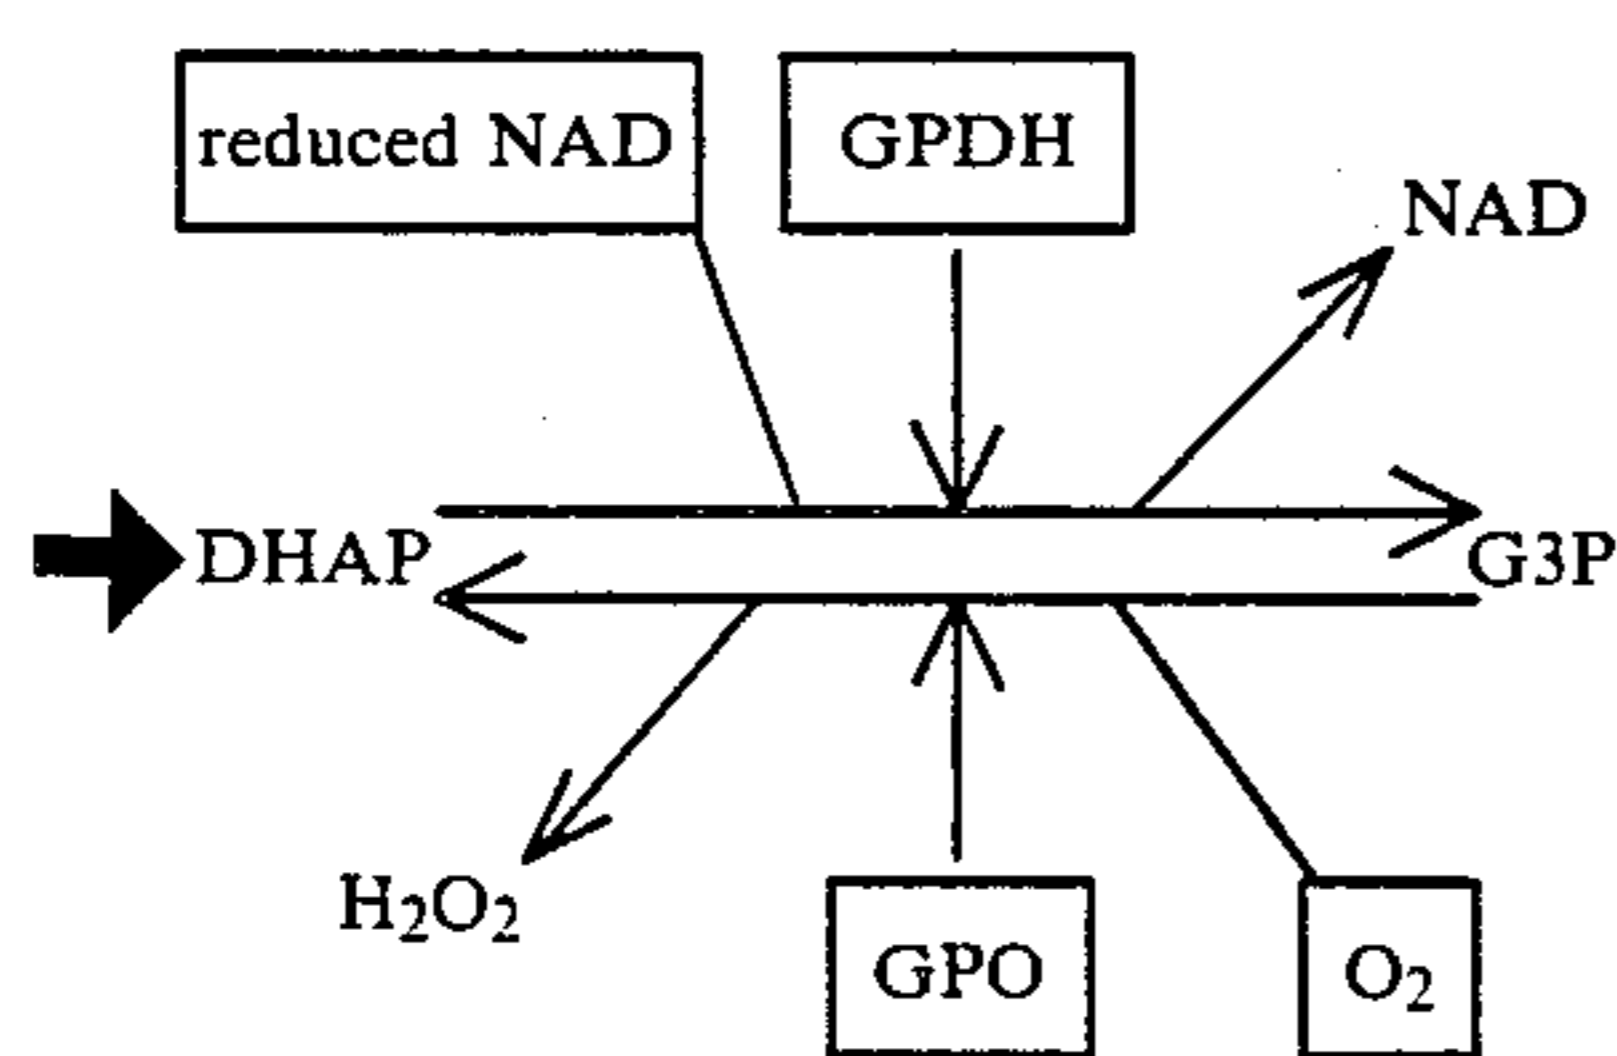 reduced NAD
GPDH
NAD
DHAP
G3P
H₂O₂
GPO
O₂